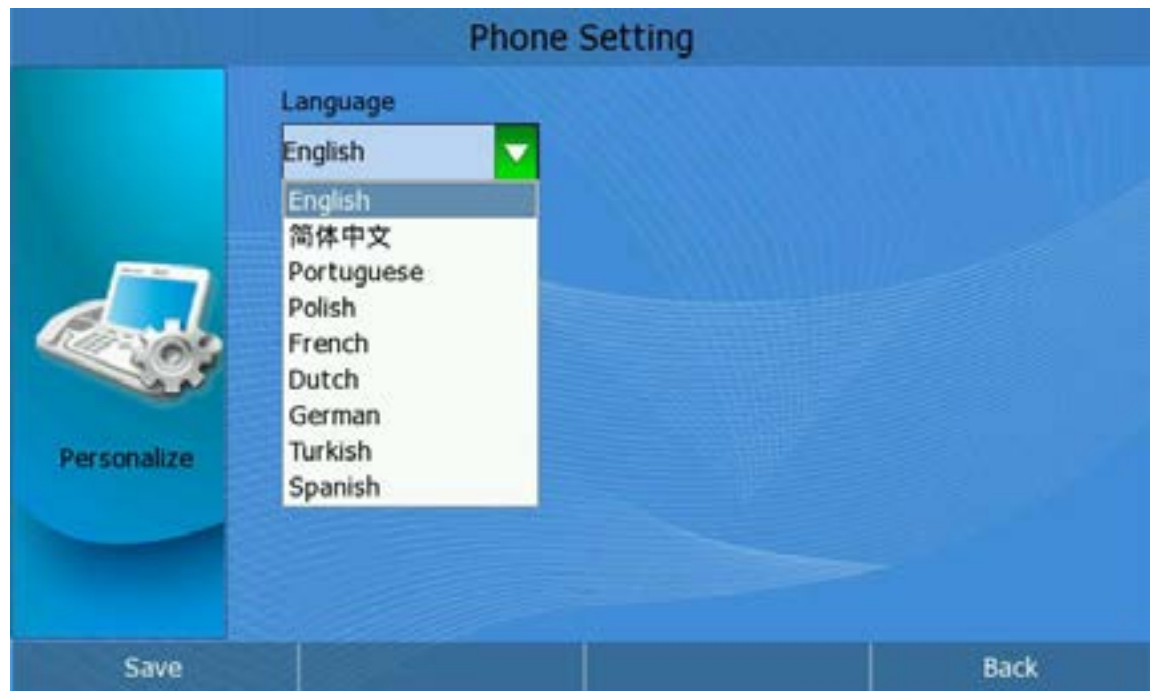 Phone Setting
Language
English
English
简体中文
Portuguese
Polish
French
Dutch
German
Turkish
Spanish
Personalize
Save
Back